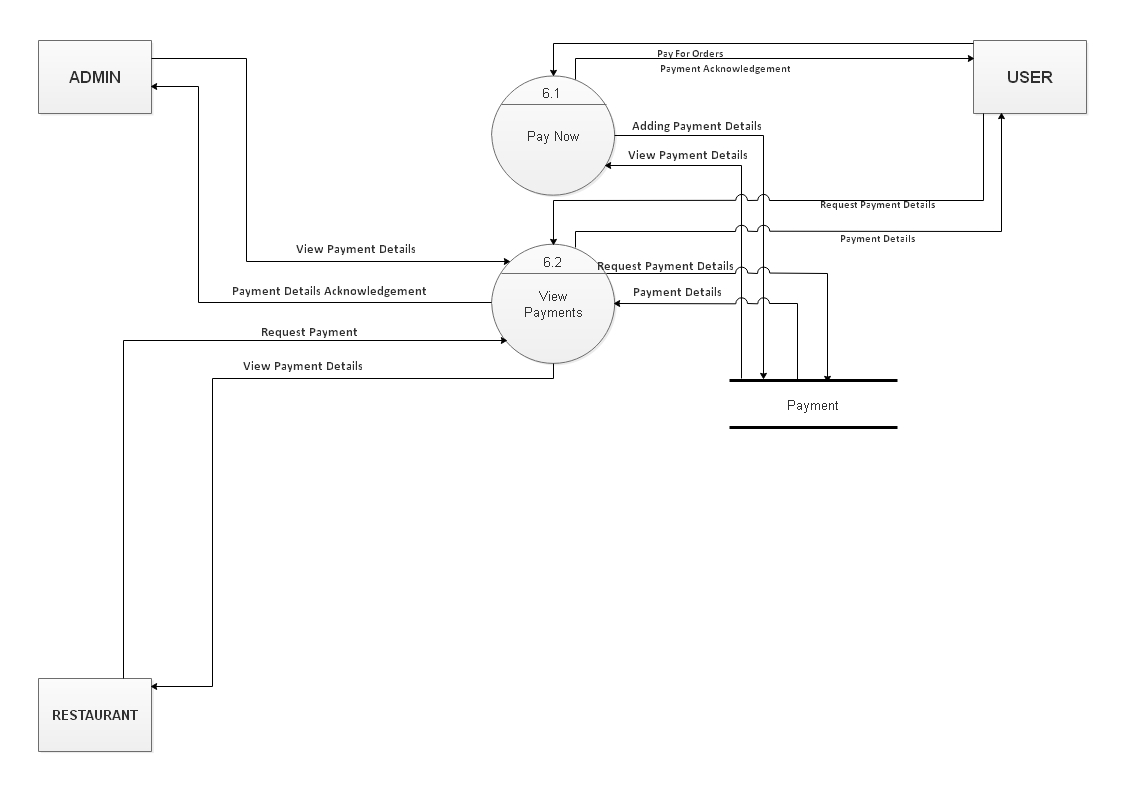 ADMIN
USER
Pay For Orders
Payment Acknowledgement
6.1
Pay Now
Adding Payment Details
View Payment Details
Request Payment Details
Payment Details
View Payment Details
6.2
Request Payment Details
View
Payments
Payment Details Acknowledgement
Payment Details
Request Payment
View Payment Details
Payment
RESTAURANT